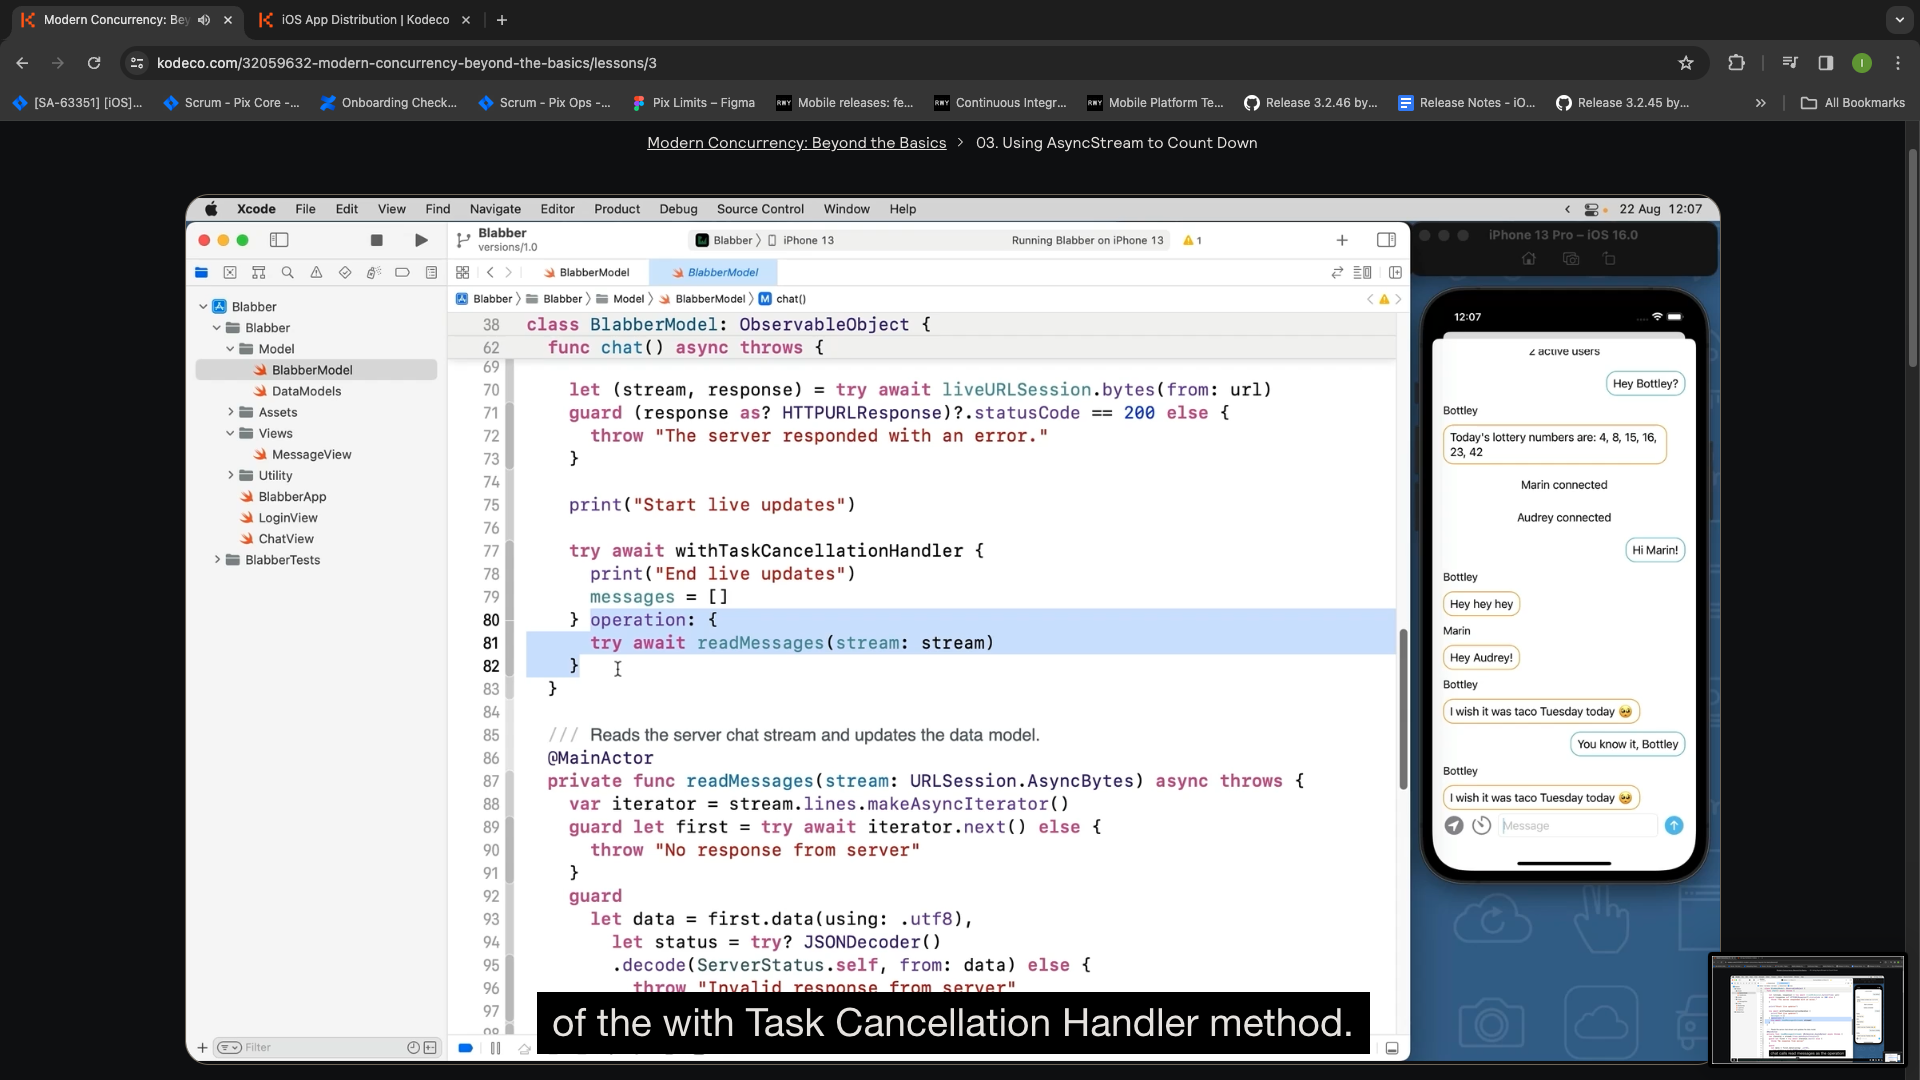 Modern Concurrency: Bey
iOS App Distribution | Kodeco
kodeco.com/32059632-modern-concurrency-beyond-the-basics/lessons/3
[SA-63351] [iOS]...
Scrum - Pix Core -...
Onboarding Check...
Scrum - Pix Ops -...
Pix Limits – Figma
Mobile releases: fe...
Continuous Integr...
Mobile Platform Te...
Release 3.2.46 by...
Release Notes - iO...
Release 3.2.45 by...
All Bookmarks
Modern Concurrency: Beyond the Basics > 03. Using AsyncStream to Count Down
Xcode File Edit View Find Navigate Editor Product Debug Source Control Window Help
22 Aug 12:07
Blabber
versions/1.0
Blabber > iPhone 13
Running Blabber on iPhone 13
1
BlabberModel
BlabberModel
Blabber > Blabber > Model > BlabberModel > M chat()
Blabber
Blabber
Model
BlabberModel
DataModels
Assets
Views
MessageView
Utility
BlabberApp
LoginView
ChatView
BlabberTests
Filter
38 class BlabberModel: ObservableObject {
62 func chat() async throws {
69
70 let (stream, response) = try await liveURLSession.bytes(from: url)
71 guard (response as? HTTPURLResponse)?.statusCode == 200 else {
72 throw "The server responded with an error."
73 }
74
75 print("Start live updates")
76
77 try await withTaskCancellationHandler {
78 print("End live updates")
79 messages = []
80 } operation: {
81 try await readMessages(stream: stream)
82 }
83 }
84
85 /// Reads the server chat stream and updates the data model.
86 @MainActor
87 private func readMessages(stream: URLSession.AsyncBytes) async throws {
88 var iterator = stream.lines.makeAsyncIterator()
89 guard let first = try await iterator.next() else {
90 throw "No response from server"
91 }
92 guard
93 let data = first.data(using: .utf8),
94 let status = try? JSONDecoder()
95 .decode(ServerStatus.self, from: data) else {
96 throw "Invalid response from server"
97
98
of the with Task Cancellation Handler method.
iPhone 13 Pro – iOS 16.0
12:07
2 active users
Hey Bottley?
Bottley
Today's lottery numbers are: 4, 8, 15, 16,
23, 42
Marin connected
Audrey connected
Hi Marin!
Bottley
Hey hey hey
Marin
Hey Audrey!
Bottley
I wish it was taco Tuesday today 🥺
You know it, Bottley
Bottley
I wish it was taco Tuesday today 🥺
Message